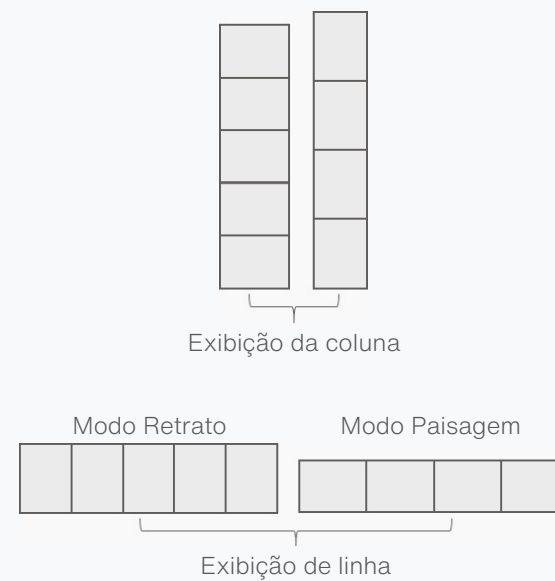 Exibição da coluna
Modo Retrato
Modo Paisagem
Exibição de linha